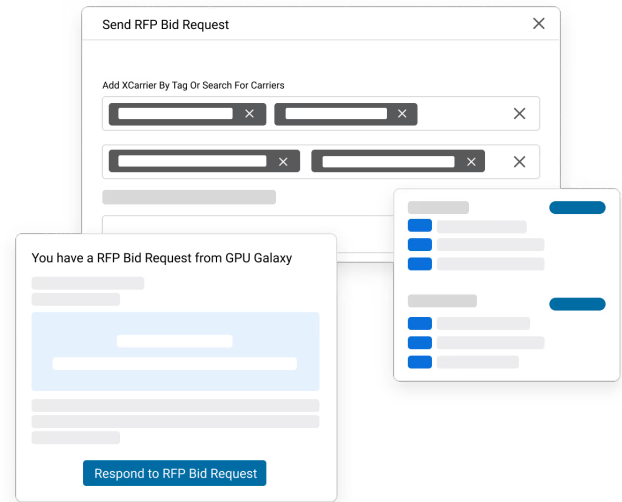 Send RFP Bid Request
Add XCarrier By Tag Or Search For Carriers
You have a RFP Bid Request from GPU Galaxy
Respond to RFP Bid Request